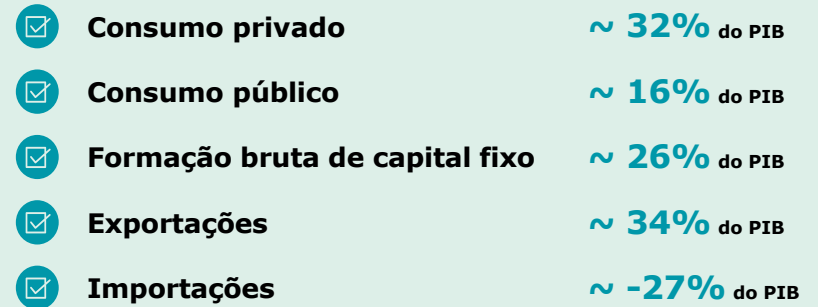 Consumo privado ~ 32% do PIB
Consumo público ~ 16% do PIB
Formação bruta de capital fixo ~ 26% do PIB
Exportações ~ 34% do PIB
Importações ~ -27% do PIB